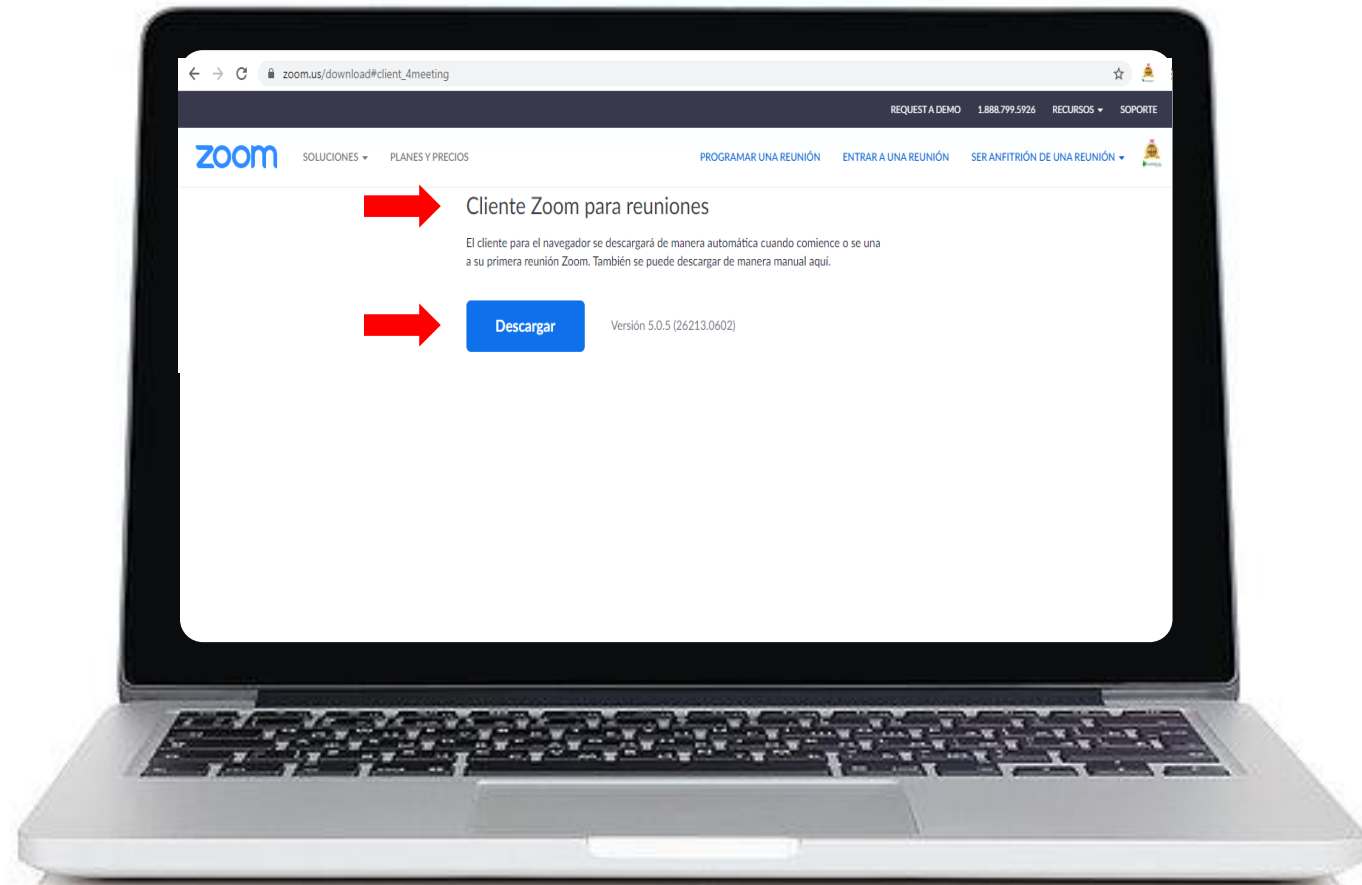 zoom.us/download#client_4meeting
REQUEST A DEMO 1.888.799.5926 RECURSOS SOPORTE
zoom SOLUCIONES PLANES Y PRECIOS PROGRAMAR UNA REUNIÓN ENTRAR A UNA REUNIÓN SER ANFITRIÓN DE UNA REUNIÓN
Cliente Zoom para reuniones
El cliente para el navegador se descargará de manera automática cuando comience o se una
a su primera reunión Zoom. También se puede descargar de manera manual aquí.
Descargar Versión 5.0.5 (26213.0602)